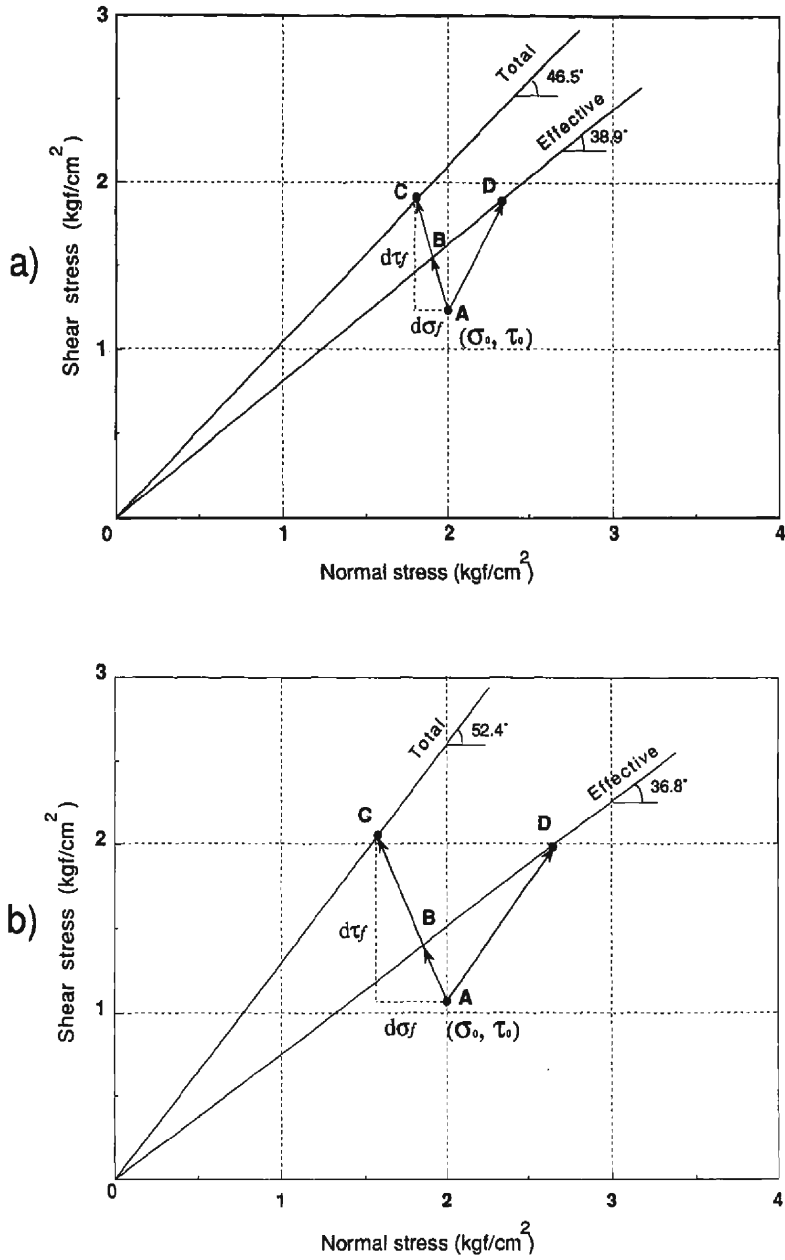 a)
3
2
1
0
Shear stress (kgf/cm²)
Total
46.5°
Effective
38.9°
C
D
B
A
dτf
dσf
(σ₀, τ₀)
1
2
3
4
Normal stress (kgf/cm²)
b)
3
2
1
0
Shear stress (kgf/cm²)
Total
52.4°
Effective
36.8°
C
D
B
A
dτf
dσf
(σ₀, τ₀)
1
2
3
4
Normal stress (kgf/cm²)